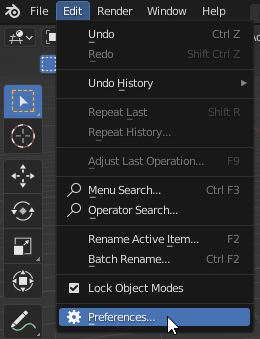 File Edit Render Window Help
Undo Ctrl Z
Redo Shift Ctrl Z
Undo History
Repeat Last Shift R
Repeat History...
Adjust Last Operation... F9
Menu Search... Ctrl F3
Operator Search...
Rename Active Item... F2
Batch Rename... Ctrl F2
Lock Object Modes
Preferences...